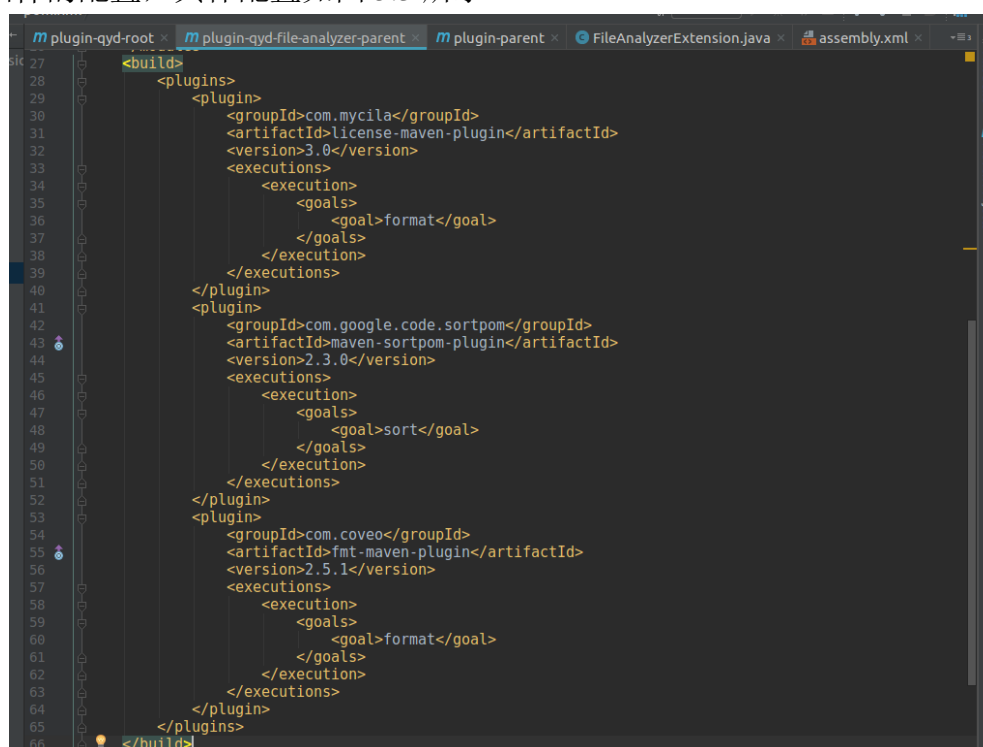 plugin-qyd-root × plugin-qyd-file-analyzer-parent × plugin-parent × FileAnalyzerExtension.java × assembly.xml ×
27 <build>
28 <plugins>
29 <plugin>
30 <groupId>com.mycila</groupId>
31 <artifactId>license-maven-plugin</artifactId>
32 <version>3.0</version>
33 <executions>
34 <execution>
35 <goals>
36 <goal>format</goal>
37 </goals>
38 </execution>
39 </executions>
40 </plugin>
41 <plugin>
42 <groupId>com.google.code.sortpom</groupId>
43 <artifactId>maven-sortpom-plugin</artifactId>
44 <version>2.3.0</version>
45 <executions>
46 <execution>
47 <goals>
48 <goal>sort</goal>
49 </goals>
50 </execution>
51 </executions>
52 </plugin>
53 <plugin>
54 <groupId>com.coveo</groupId>
55 <artifactId>fmt-maven-plugin</artifactId>
56 <version>2.5.1</version>
57 <executions>
58 <execution>
59 <goals>
60 <goal>format</goal>
61 </goals>
62 </execution>
63 </executions>
64 </plugin>
65 </plugins>
66 </build>